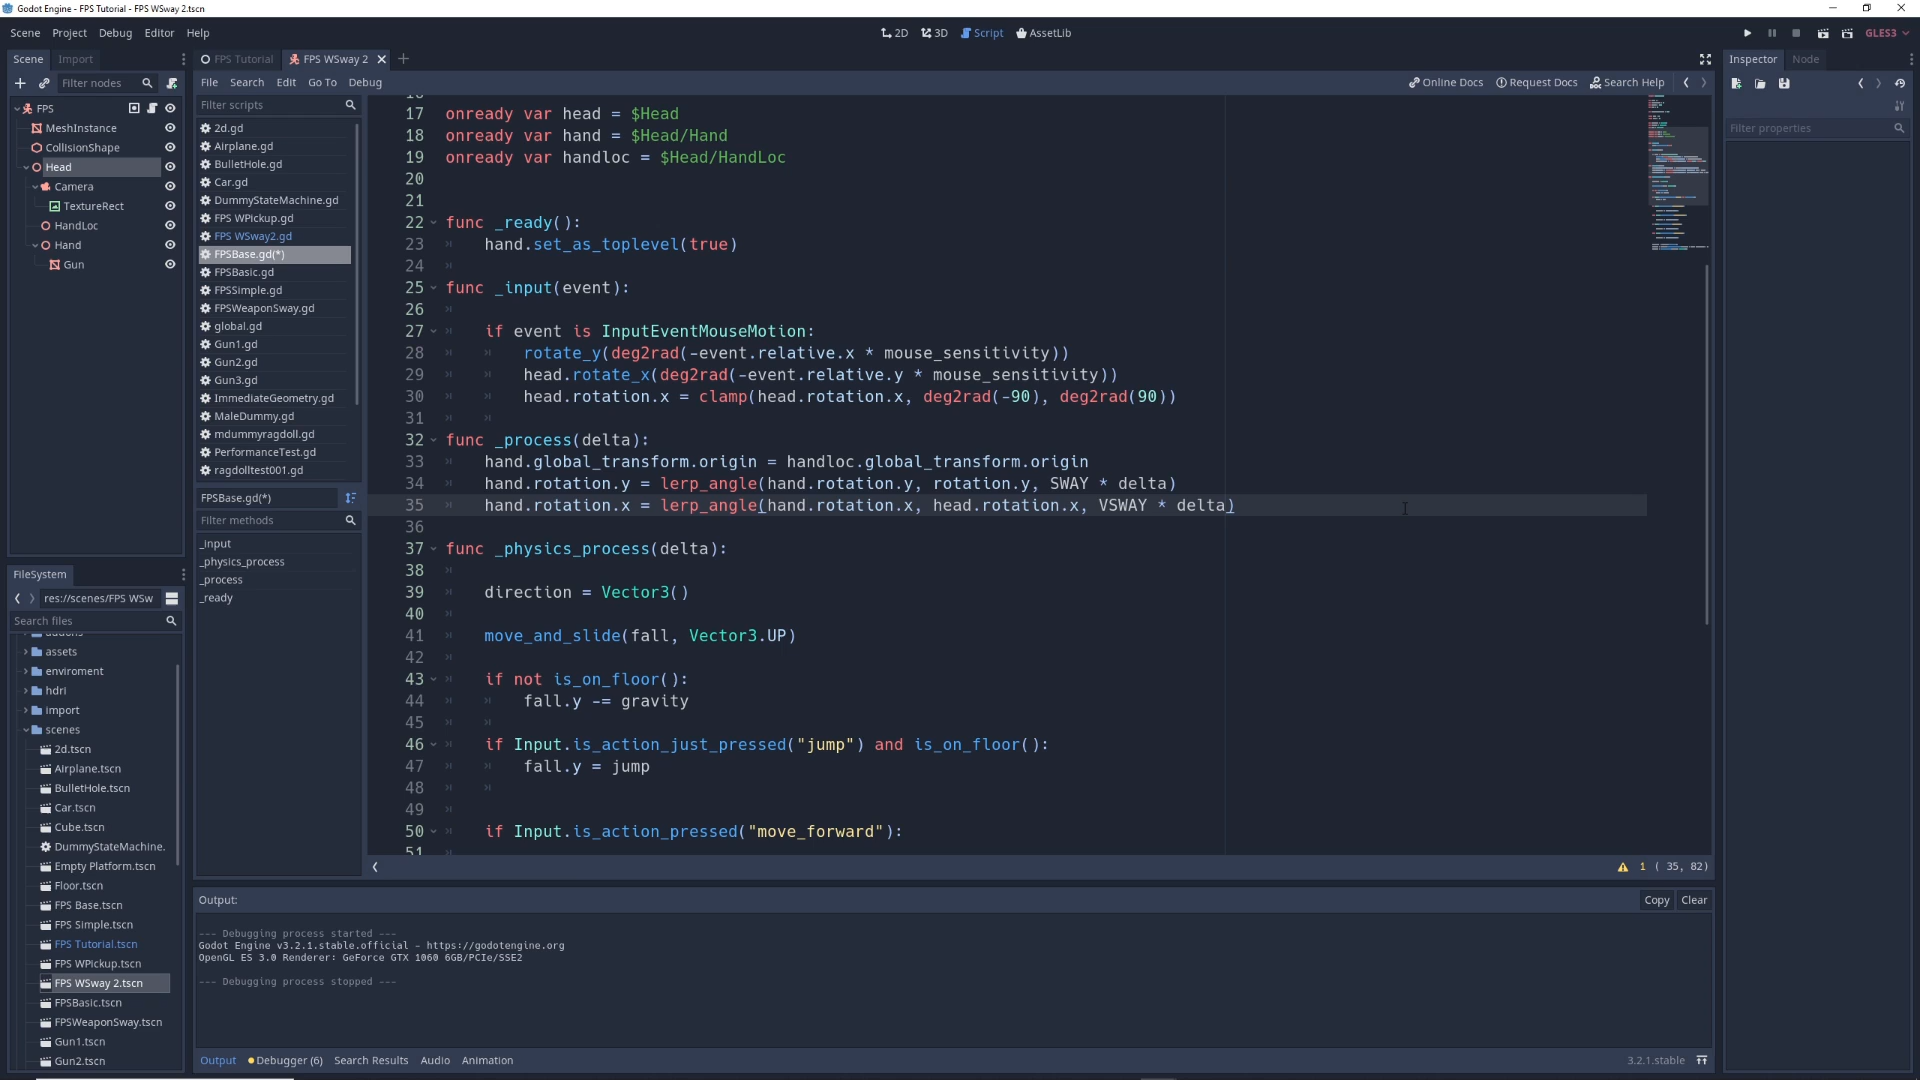 Godot Engine - FPS Tutorial - FPS WSway 2.tscn
Scene Project Debug Editor Help
2D 3D Script AssetLib
GLES3
Scene Import
FPS Tutorial FPS WSway 2
Inspector Node
Filter nodes
File Search Edit Go To Debug
Online Docs Request Docs Search Help
Filter properties
FPS
MeshInstance
CollisionShape
Head
Camera
TextureRect
HandLoc
Hand
Gun
Filter scripts
2d.gd
Airplane.gd
BulletHole.gd
Car.gd
DummyStateMachine.gd
FPS WPIckup.gd
FPS WSway2.gd
FPSBase.gd(*)
FPSBasic.gd
FPSSimple.gd
FPSWeaponSway.gd
global.gd
Gun1.gd
Gun2.gd
Gun3.gd
ImmediateGeometry.gd
MaleDummy.gd
mdummyragdoll.gd
PerformanceTest.gd
ragdolltest001.gd
FPSBase.gd(*)
Filter methods
_input
_physics_process
_process
_ready
16
17 onready var head = $Head
18 onready var hand = $Head/Hand
19 onready var handloc = $Head/HandLoc
20
21
22 func _ready():
23 hand.set_as_toplevel(true)
24
25 func _input(event):
26
27 if event is InputEventMouseMotion:
28 rotate_y(deg2rad(-event.relative.x * mouse_sensitivity))
29 head.rotate_x(deg2rad(-event.relative.y * mouse_sensitivity))
30 head.rotation.x = clamp(head.rotation.x, deg2rad(-90), deg2rad(90))
31
32 func _process(delta):
33 hand.global_transform.origin = handloc.global_transform.origin
34 hand.rotation.y = lerp_angle(hand.rotation.y, rotation.y, SWAY * delta)
35 hand.rotation.x = lerp_angle(hand.rotation.x, head.rotation.x, VSWAY * delta)
36
37 func _physics_process(delta):
38
39 direction = Vector3()
40
41 move_and_slide(fall, Vector3.UP)
42
43 if not is_on_floor():
44 fall.y -= gravity
45
46 if Input.is_action_just_pressed("jump") and is_on_floor():
47 fall.y = jump
48
49
50 if Input.is_action_pressed("move_forward"):
51
1 ( 35, 82)
FileSystem
res://scenes/FPS WSw
Search files
addons
assets
enviroment
hdri
import
scenes
2d.tscn
Airplane.tscn
BulletHole.tscn
Car.tscn
Cube.tscn
DummyStateMachine.
Empty Platform.tscn
Floor.tscn
FPS Base.tscn
FPS Simple.tscn
FPS Tutorial.tscn
FPS WPickup.tscn
FPS WSway 2.tscn
FPSBasic.tscn
FPSWeaponSway.tscn
Gun1.tscn
Gun2.tscn
Output:
Copy Clear
--- Debugging process started ---
Godot Engine v3.2.1.stable.official - https://godotengine.org
OpenGL ES 3.0 Renderer: GeForce GTX 1060 6GB/PCIe/SSE2
--- Debugging process stopped ---
Output Debugger (6) Search Results Audio Animation
3.2.1.stable